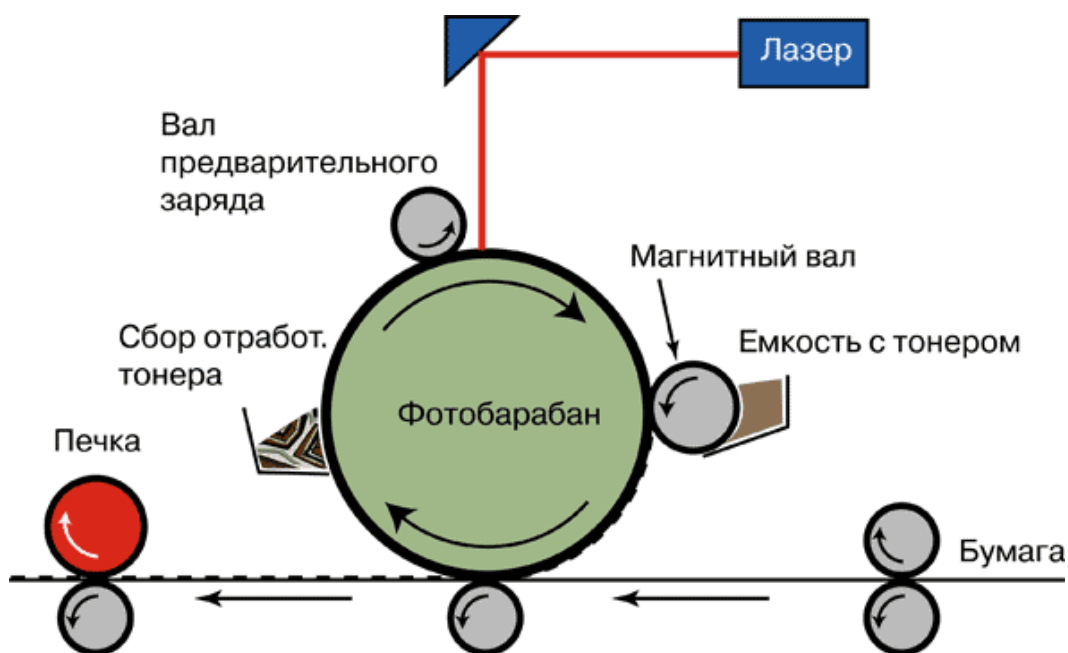 Лазер
Вал
предварительного
заряда
Магнитный вал
Сбор отработ.
тонера
Емкость с тонером
Фотобарабан
Печка
Бумага